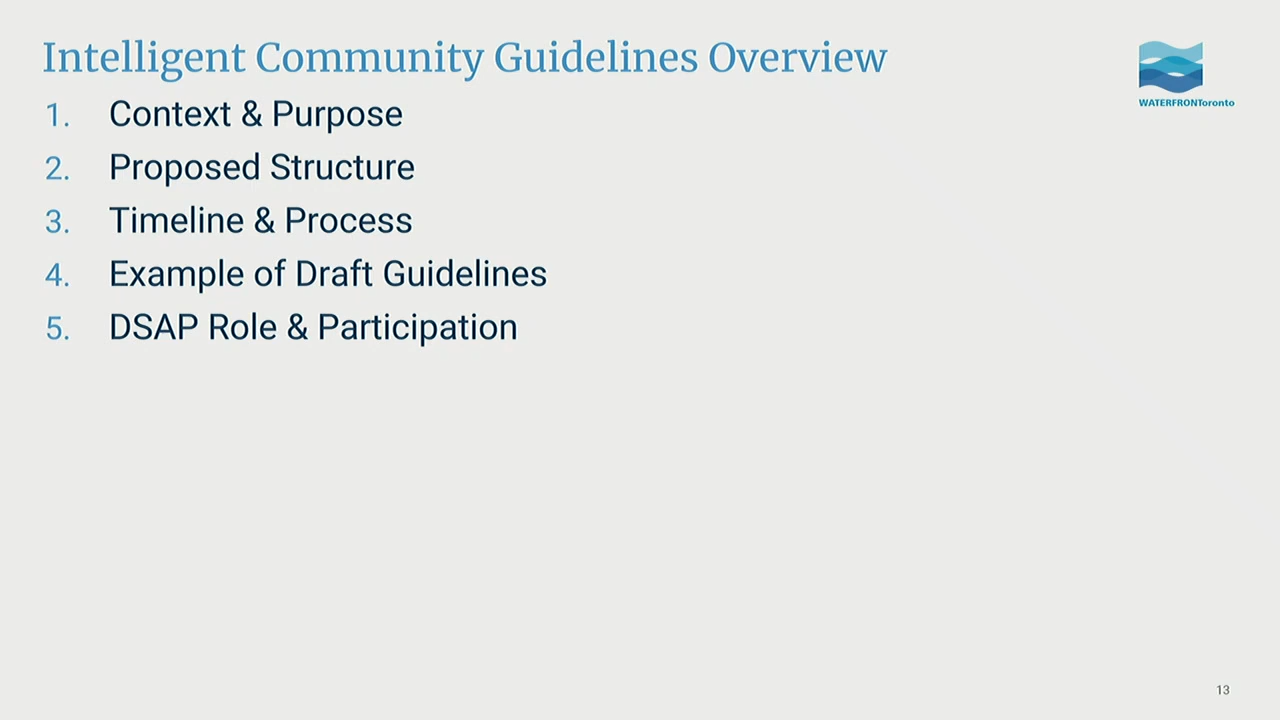 Intelligent Community Guidelines Overview
WATERFRONToronto
1. Context & Purpose
2. Proposed Structure
3. Timeline & Process
4. Example of Draft Guidelines
5. DSAP Role & Participation
13